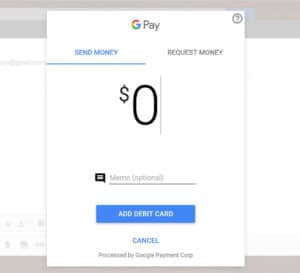 G Pay
SEND MONEY
REQUEST MONEY
$0
Memo (optional)
ADD DEBIT CARD
CANCEL
Processed by Google Payment Corp